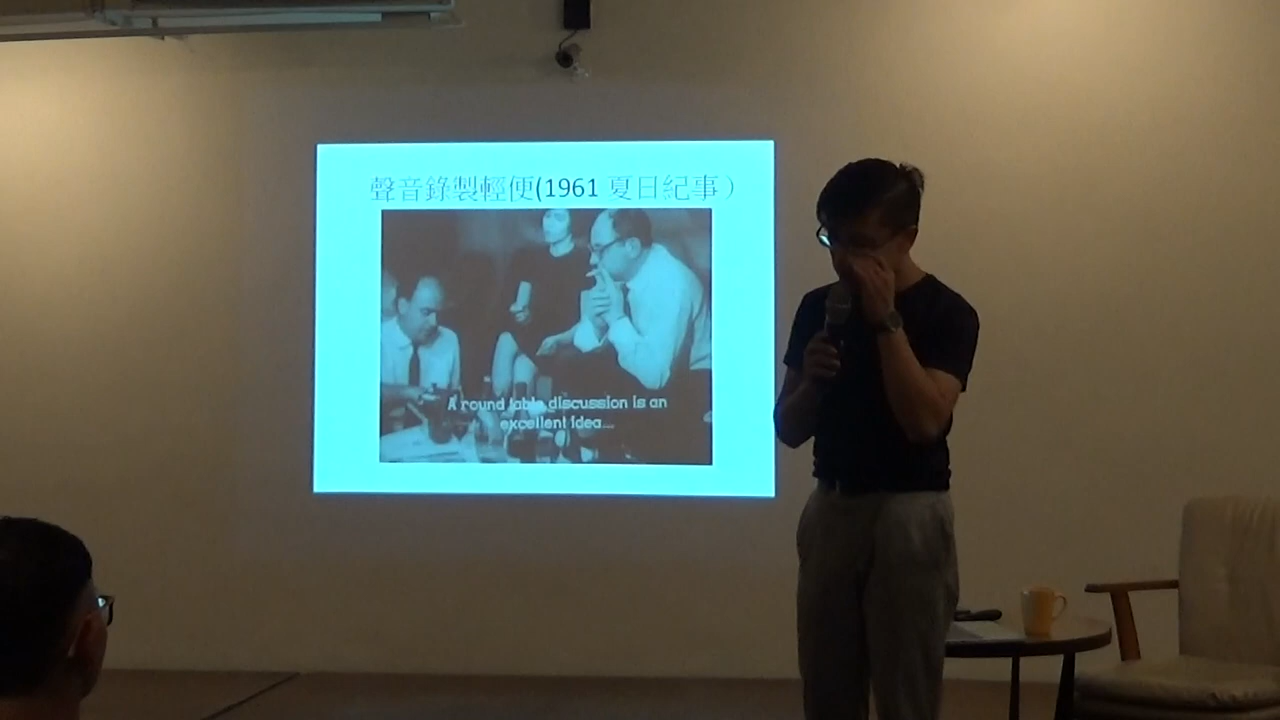 聲音錄製輕便(1961 夏日紀事）
A round table discussion is an
excellent idea...